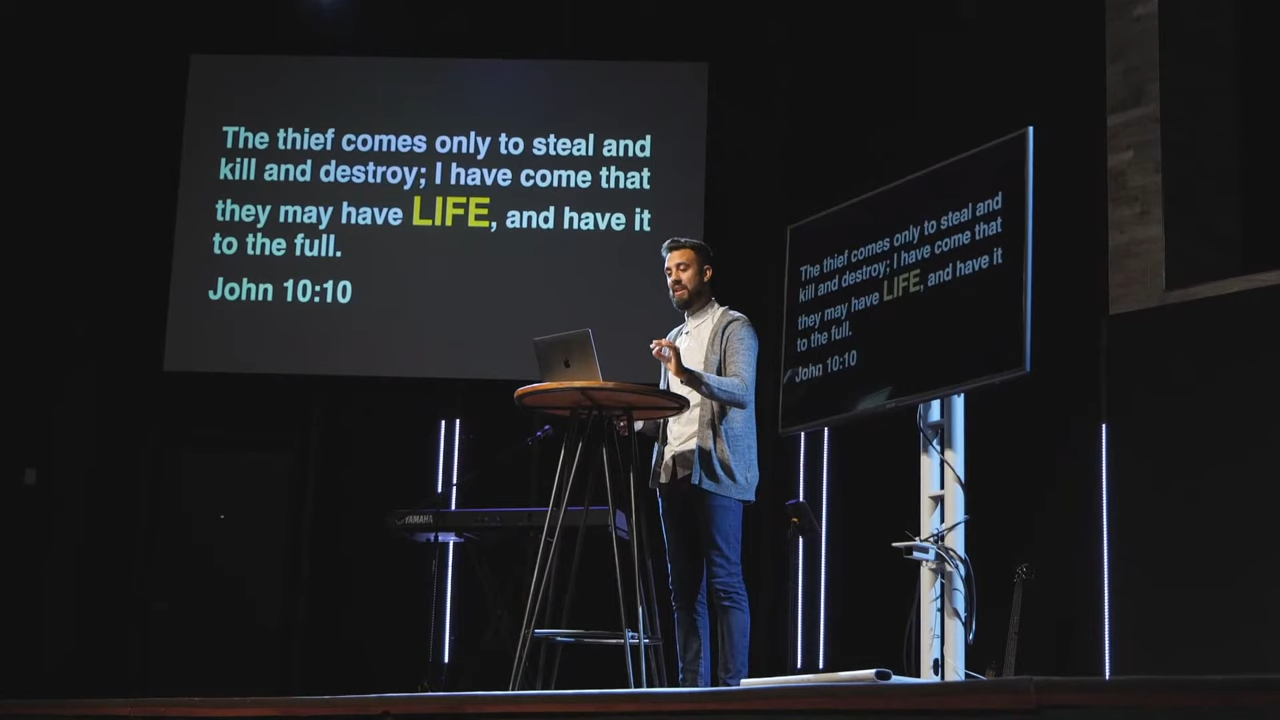 The thief comes only to steal and
kill and destroy; I have come that
they may have LIFE, and have it
to the full.
John 10:10
The thief comes only to steal and
kill and destroy; I have come that
they may have LIFE, and have it
to the full.
John 10:10
YAMAHA